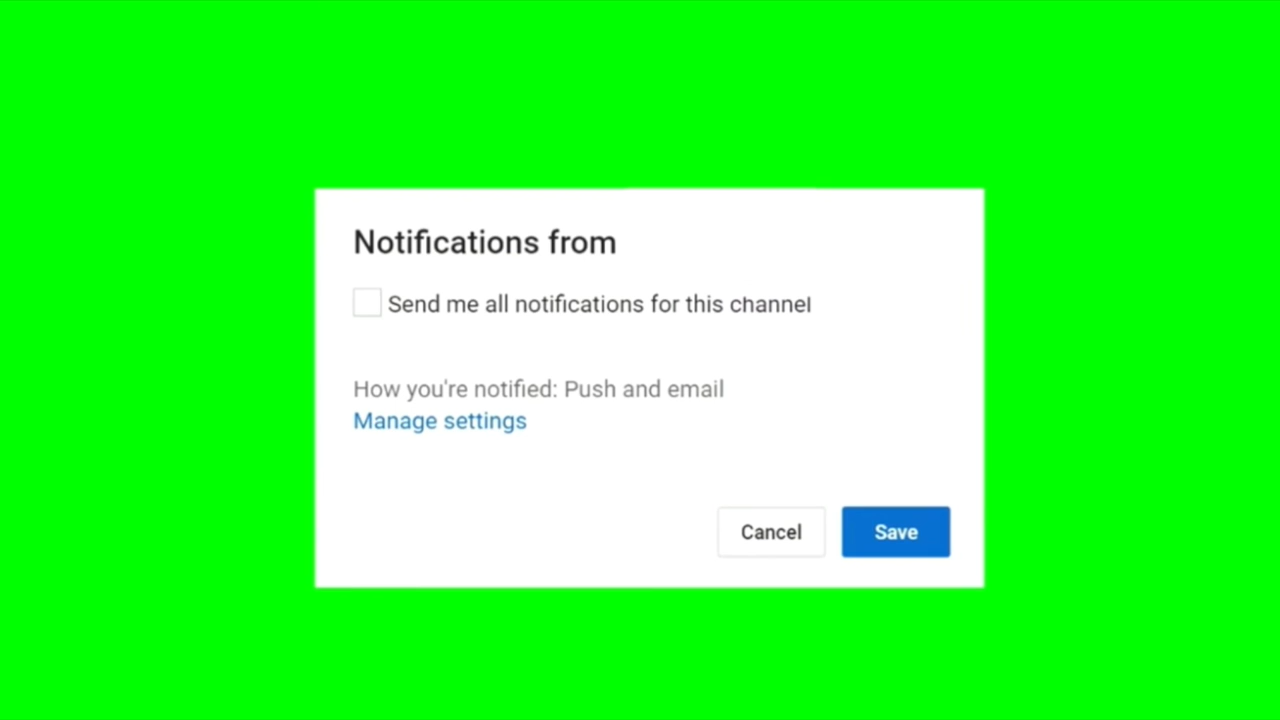 Notifications from
Send me all notifications for this channel
How you're notified: Push and email
Manage settings
Cancel Save